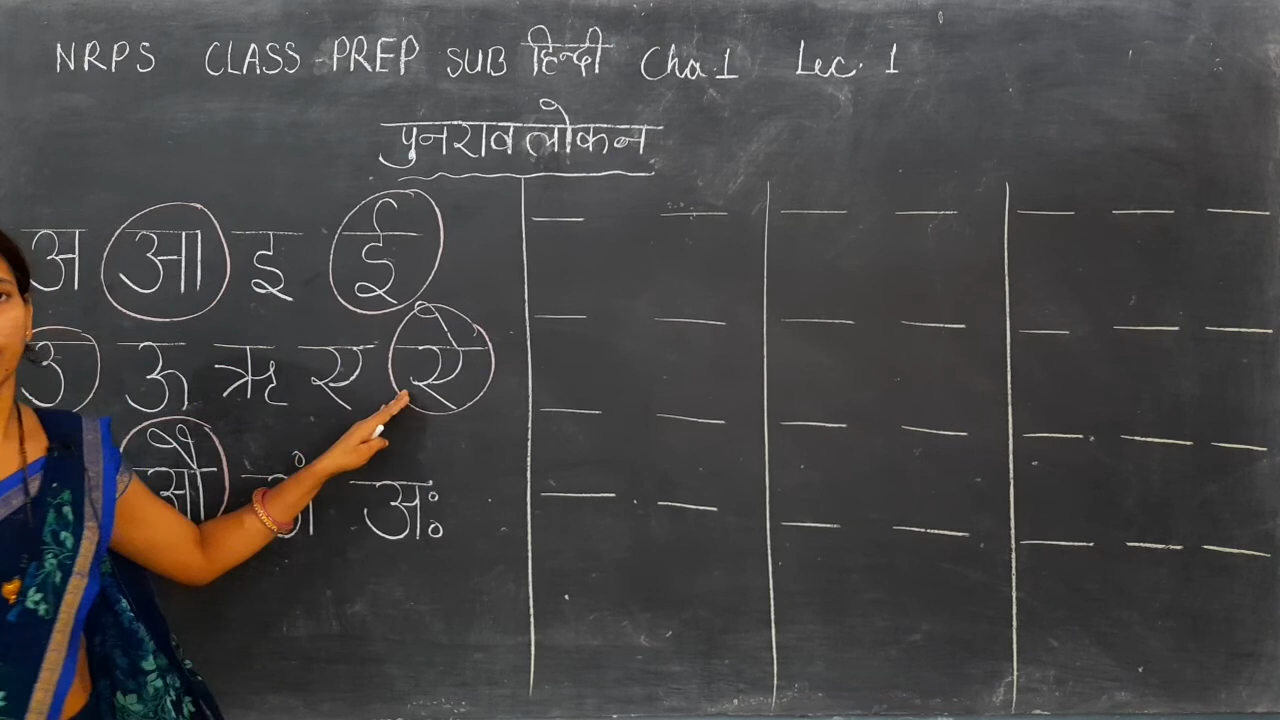 NRPS CLASS PREP SUB हिन्दी Cha.1 Lec. 1
पुनरावलोकन
अ आ इ ई
उ ऊ ऋ ए ऐ
औ अं अः